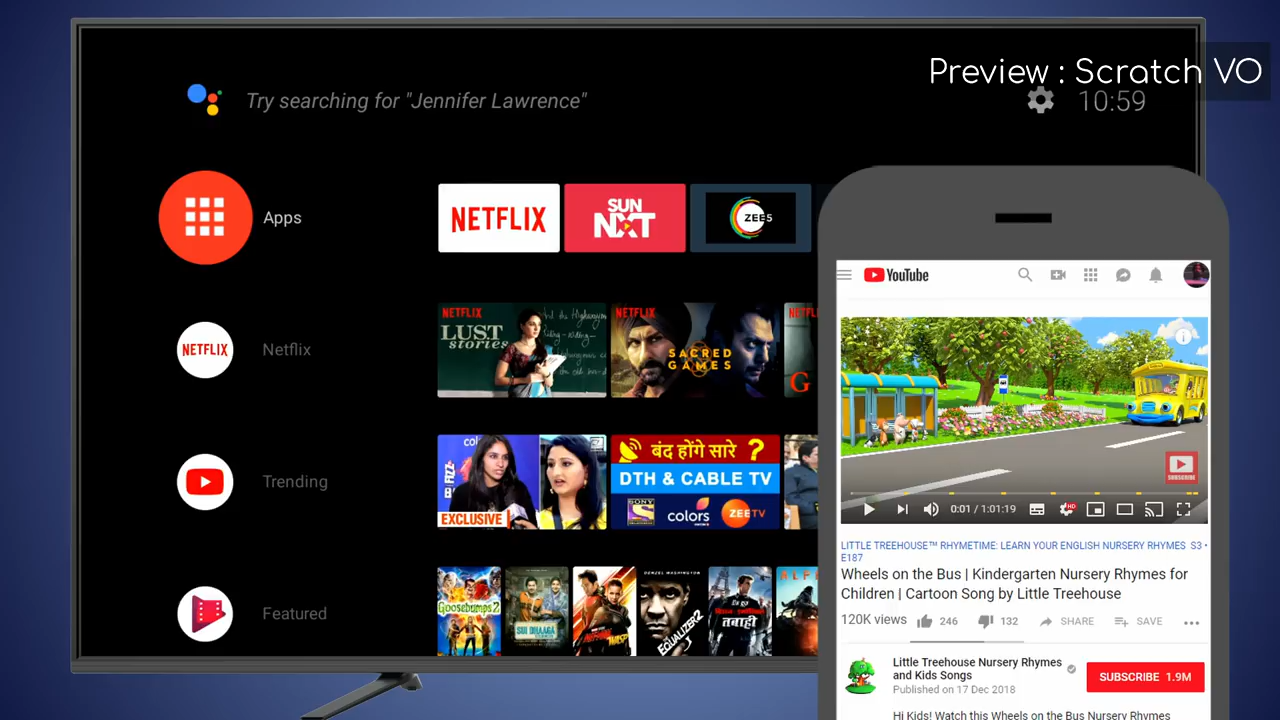 Preview : Scratch VO
Try searching for "Jennifer Lawrence"
10:59
Apps
NETFLIX
SUN
NXT
ZEE5
NETFLIX
Netflix
NETFLIX
LUST
stories
NETFLIX
SACRED
GAMES
G
Trending
EXCLUSIVE
बंद होंगे सारे ?
DTH & CABLE TV
SONY
colors
ZEETV
Featured
Goosebumps 2
SUI DHAAGA
DENZEL WASHINGTON
EQUALIZER 2
तबाही
YouTube
SUBSCRIBE
0:01 / 1:01:19
HD
LITTLE TREEHOUSE™ RHYMETIME: LEARN YOUR ENGLISH NURSERY RHYMES S3 •
E187
Wheels on the Bus | Kindergarten Nursery Rhymes for
Children | Cartoon Song by Little Treehouse
120K views 246 132 SHARE SAVE
Little Treehouse Nursery Rhymes
and Kids Songs
Published on 17 Dec 2018
SUBSCRIBE 1.9M
Hi Kids! Watch this Wheels on the Bus Nursery Rhymes